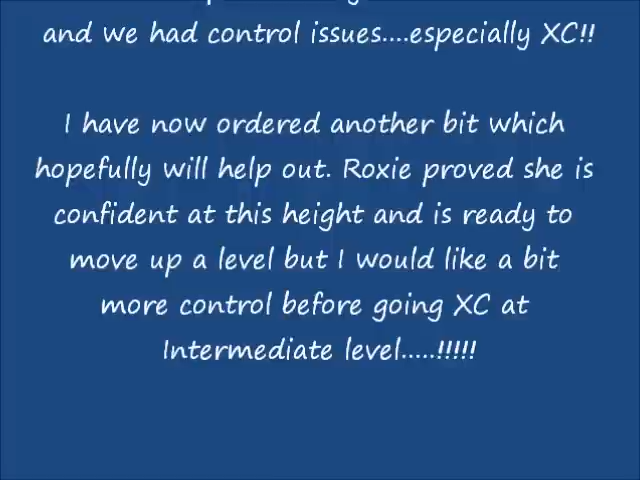 and we had control issues....especially XC!!
I have now ordered another bit which
hopefully will help out. Roxie proved she is
confident at this height and is ready to
move up a level but I would like a bit
more control before going XC at
Intermediate level.....!!!!!